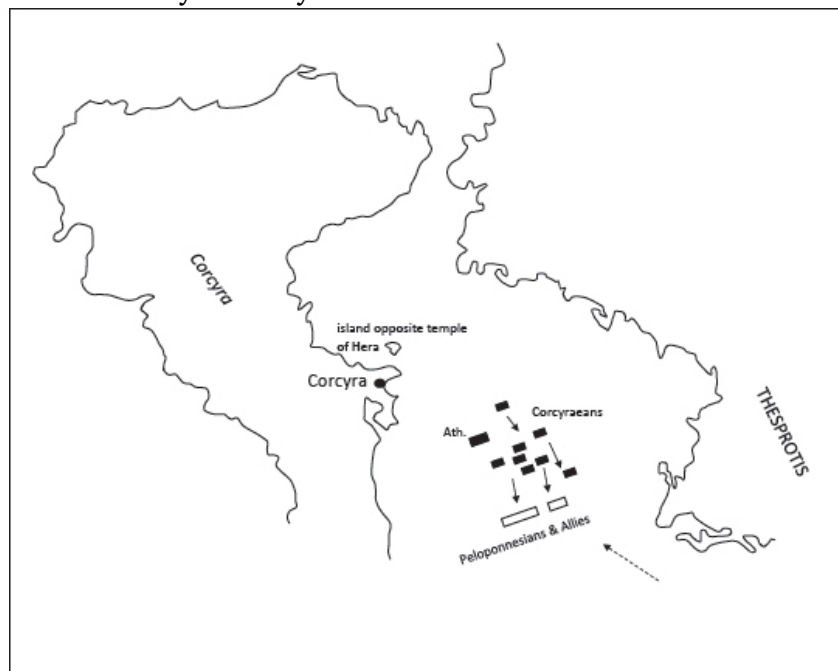 Corcyra
island opposite temple
of Hera
Corcyra
Corcyraeans
Ath.
THESPROTIS
Peloponnesians & Allies